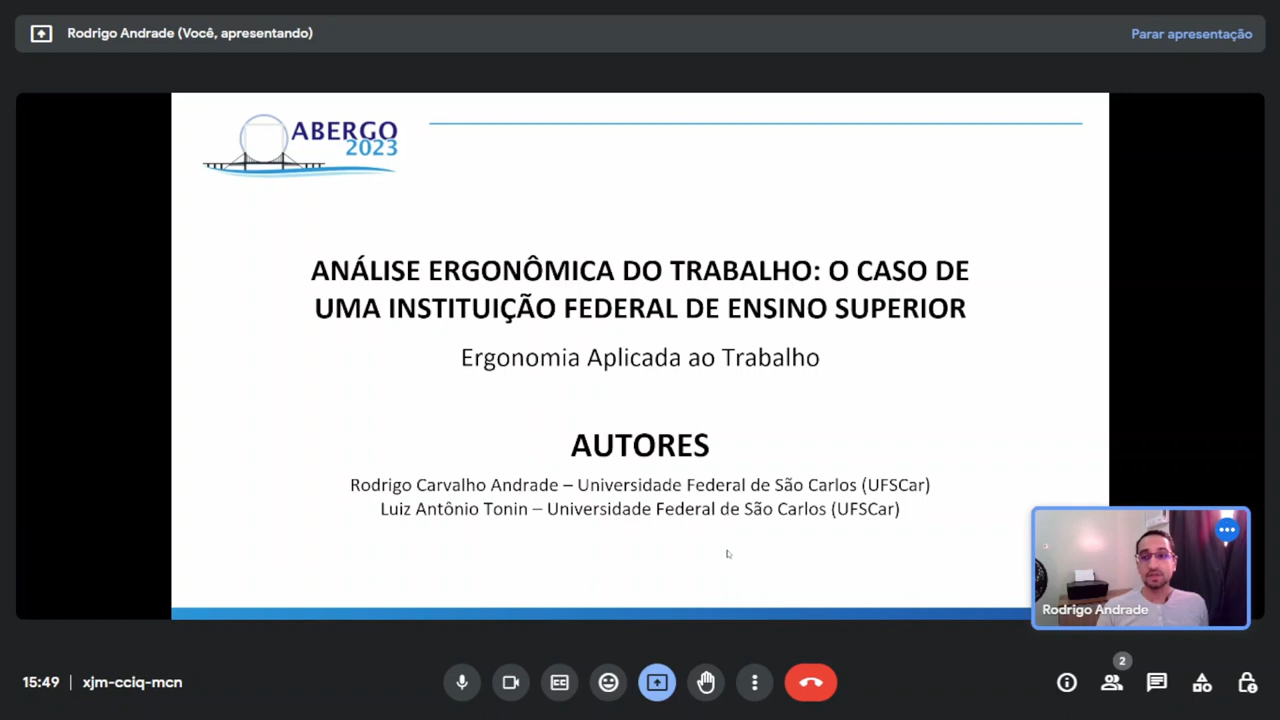 Rodrigo Andrade (Você, apresentando)
Parar apresentação
ABERGO
2023
ANÁLISE ERGONÔMICA DO TRABALHO: O CASO DE
UMA INSTITUIÇÃO FEDERAL DE ENSINO SUPERIOR
Ergonomia Aplicada ao Trabalho
AUTORES
Rodrigo Carvalho Andrade – Universidade Federal de São Carlos (UFSCar)
Luiz Antônio Tonin – Universidade Federal de São Carlos (UFSCar)
Rodrigo Andrade
15:49 | xjm-cciq-mcn
2